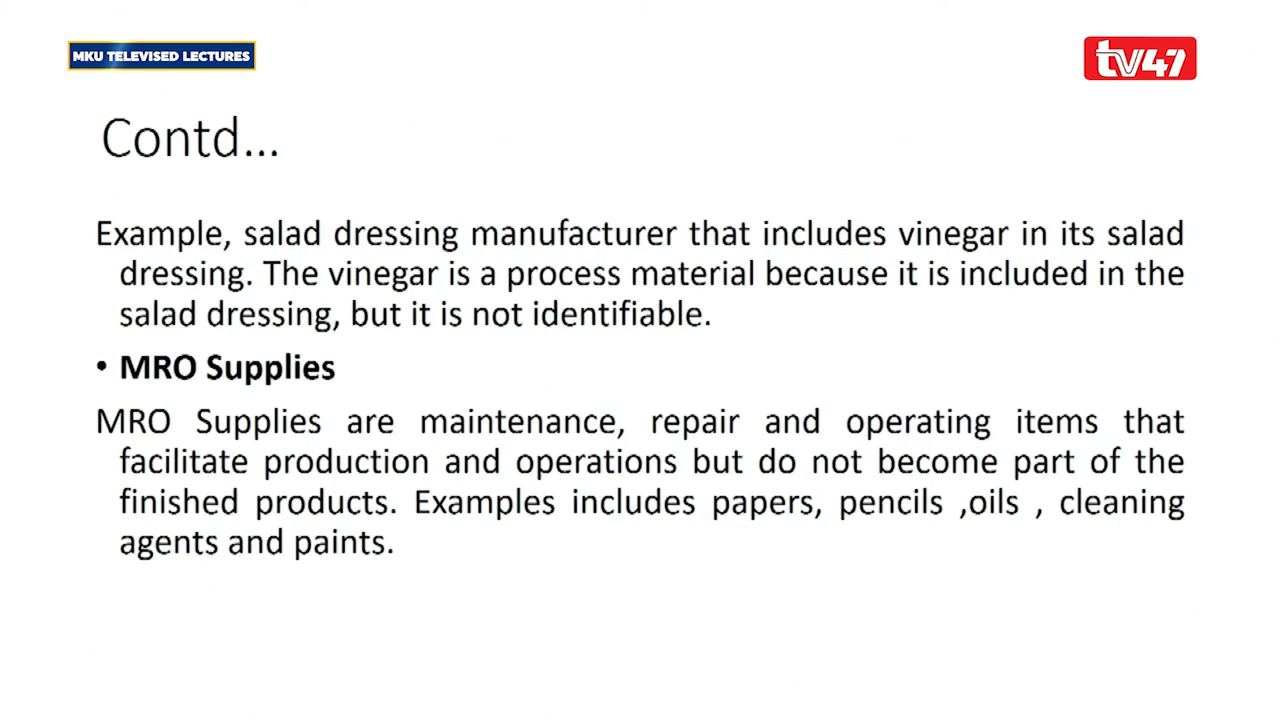 MKU TELEVISED LECTURES
tv47
Contd...
Example, salad dressing manufacturer that includes vinegar in its salad
dressing. The vinegar is a process material because it is included in the
salad dressing, but it is not identifiable.
• MRO Supplies
MRO Supplies are maintenance, repair and operating items that
facilitate production and operations but do not become part of the
finished products. Examples includes papers, pencils ,oils , cleaning
agents and paints.